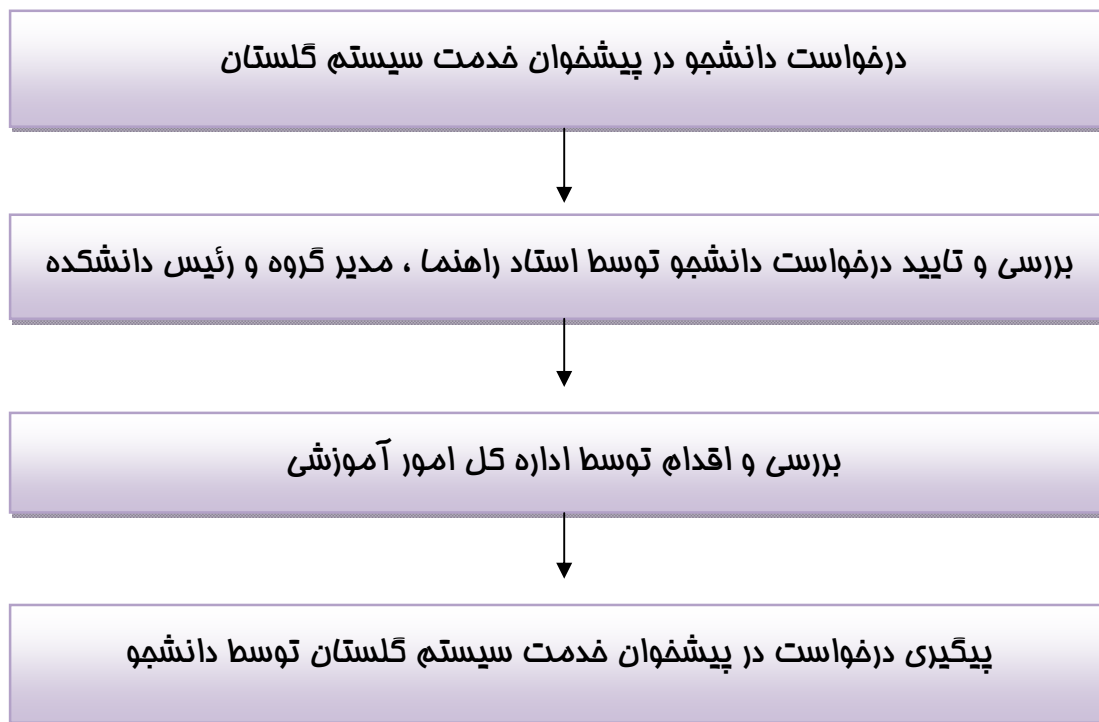 درخواست دانشجو در پیشخوان خدمت سیستم گلستان
بررسی و تایید درخواست دانشجو توسط استاد راهنما ، مدیر گروه و رئیس دانشکده
بررسی و اقدام توسط اداره کل امور آموزشی
پیگیری درخواست در پیشخوان خدمت سیستم گلستان توسط دانشجو